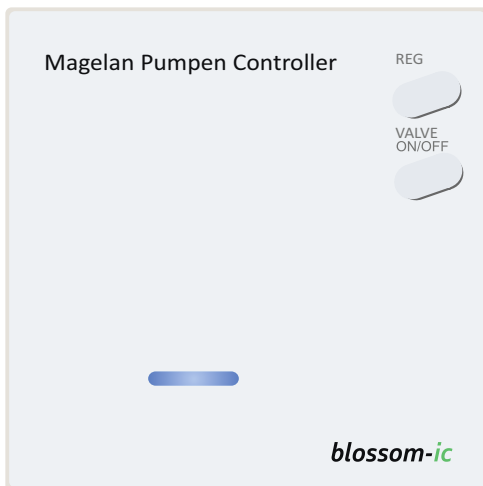 Magelan Pumpen Controller
REG
VALVE
ON/OFF
blossom-ic